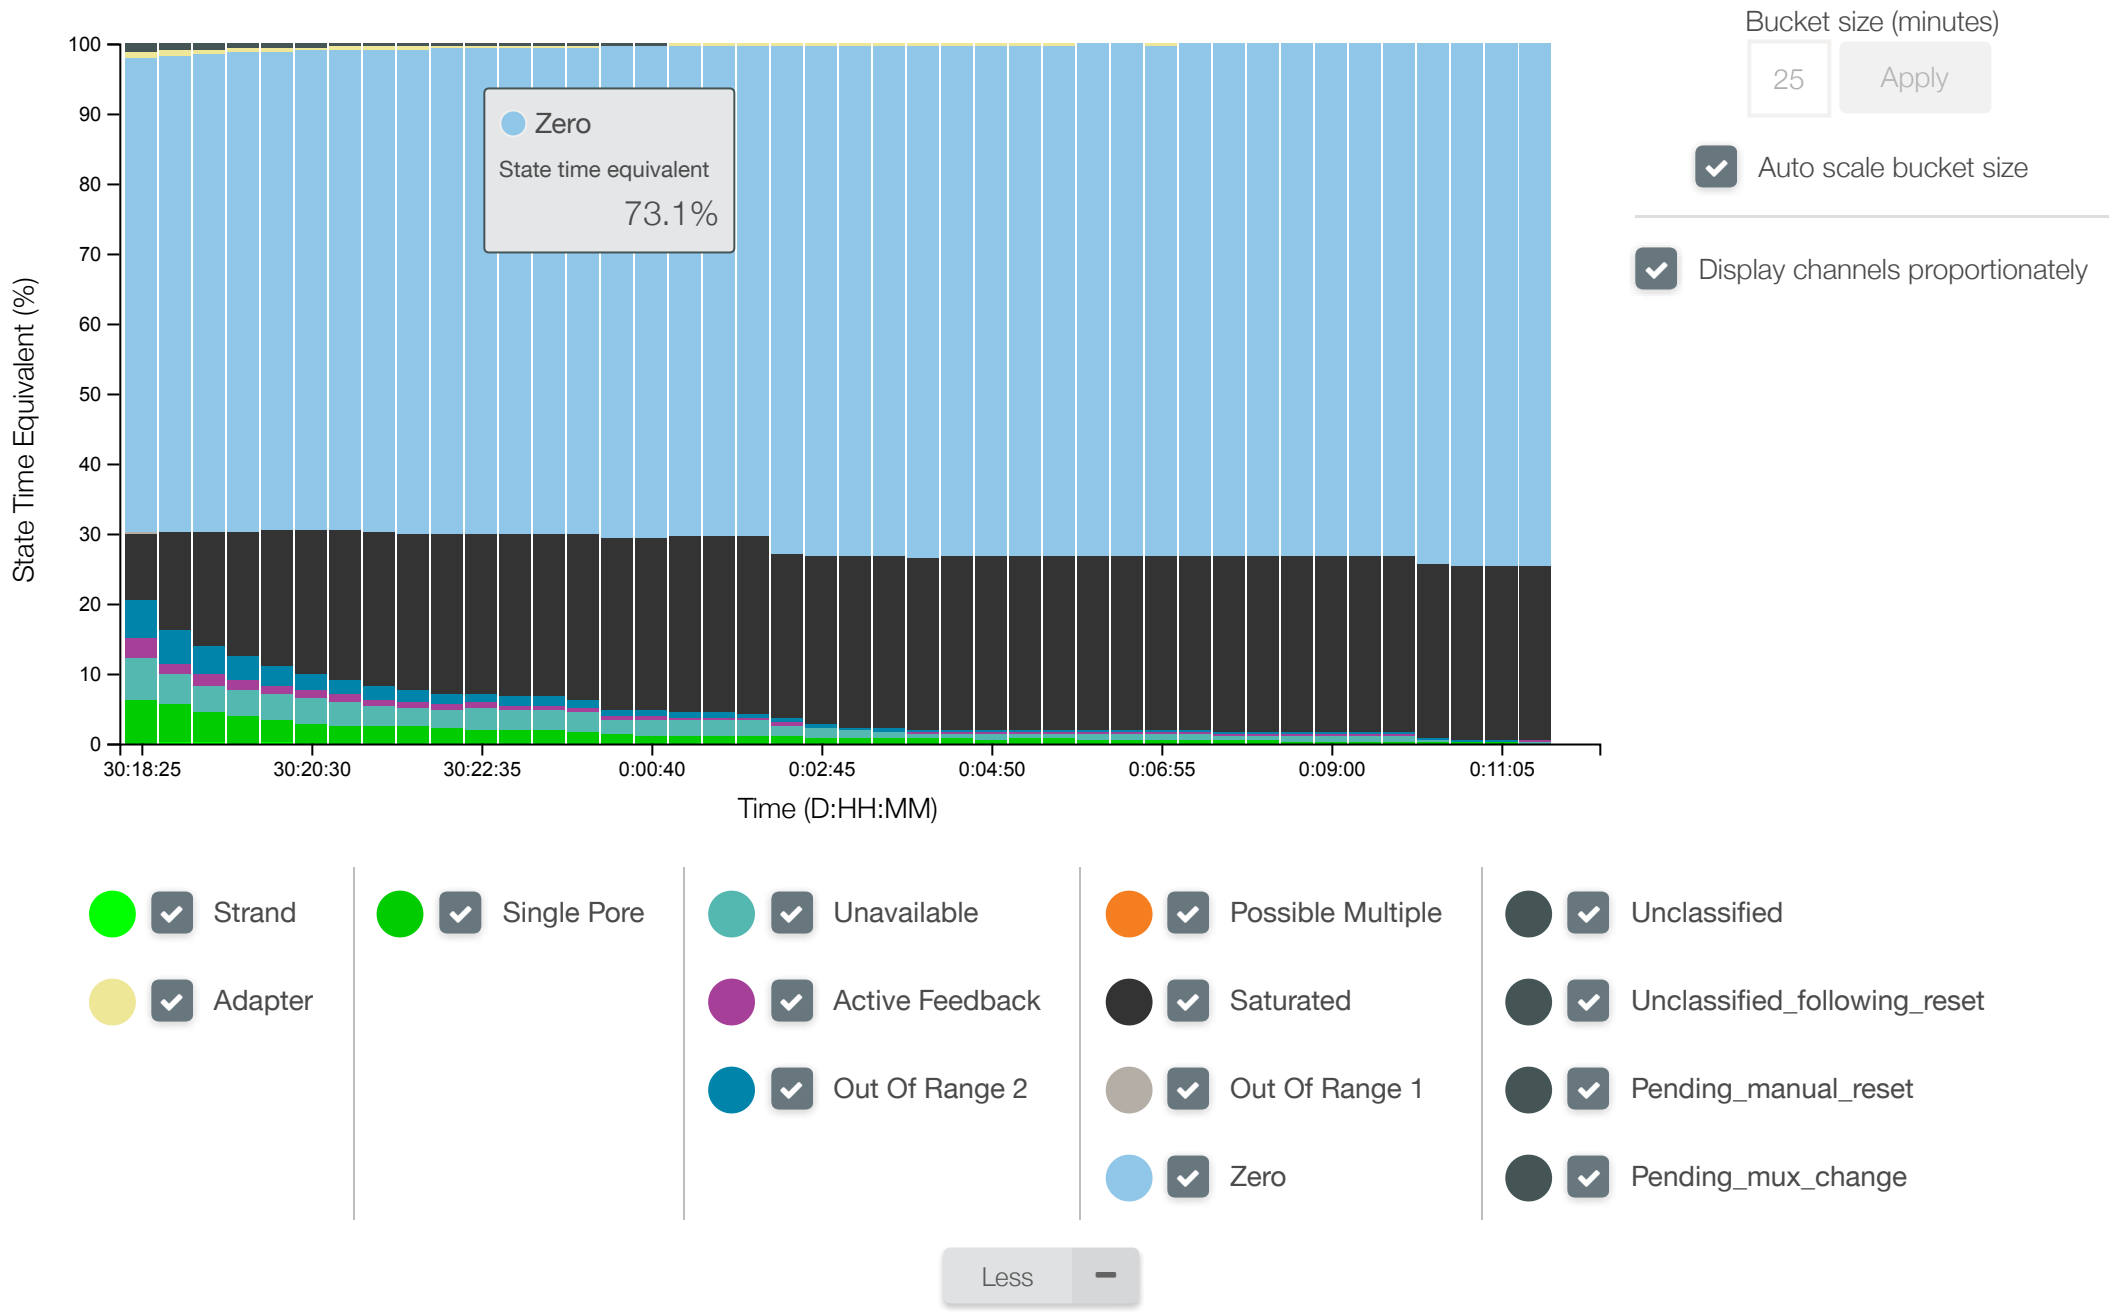 Bucket size (minutes)
25
Apply
Auto scale bucket size
Display channels proportionately
State Time Equivalent (%)
100
90
80
70
60
50
40
30
20
10
0
Zero
State time equivalent
73.1%
30:18:25 30:20:30 30:22:35 0:00:40 0:02:45 0:04:50 0:06:55 0:09:00 0:11:05
Time (D:HH:MM)
Strand
Adapter
Single Pore
Unavailable
Active Feedback
Out Of Range 2
Possible Multiple
Saturated
Out Of Range 1
Zero
Unclassified
Unclassified_following_reset
Pending_manual_reset
Pending_mux_change
Less